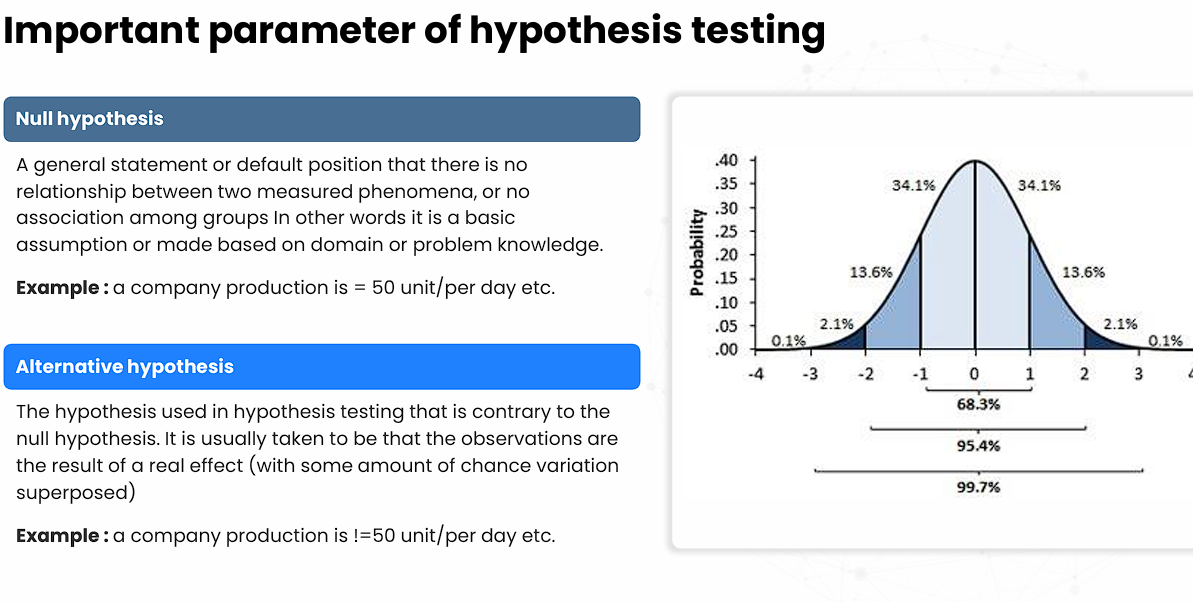 Important parameter of hypothesis testing
Null hypothesis
A general statement or default position that there is no
relationship between two measured phenomena, or no
association among groups In other words it is a basic
assumption or made based on domain or problem knowledge.
Example : a company production is = 50 unit/per day etc.
Alternative hypothesis
The hypothesis used in hypothesis testing that is contrary to the
null hypothesis. It is usually taken to be that the observations are
the result of a real effect (with some amount of chance variation
superposed)
Example : a company production is !=50 unit/per day etc.
Probability
.40
.35
.30
.25
.20
.15
.10
.05
.00
34.1% 34.1%
13.6% 13.6%
2.1% 2.1%
0.1% 0.1%
-4 -3 -2 -1 0 1 2 3 4
68.3%
95.4%
99.7%